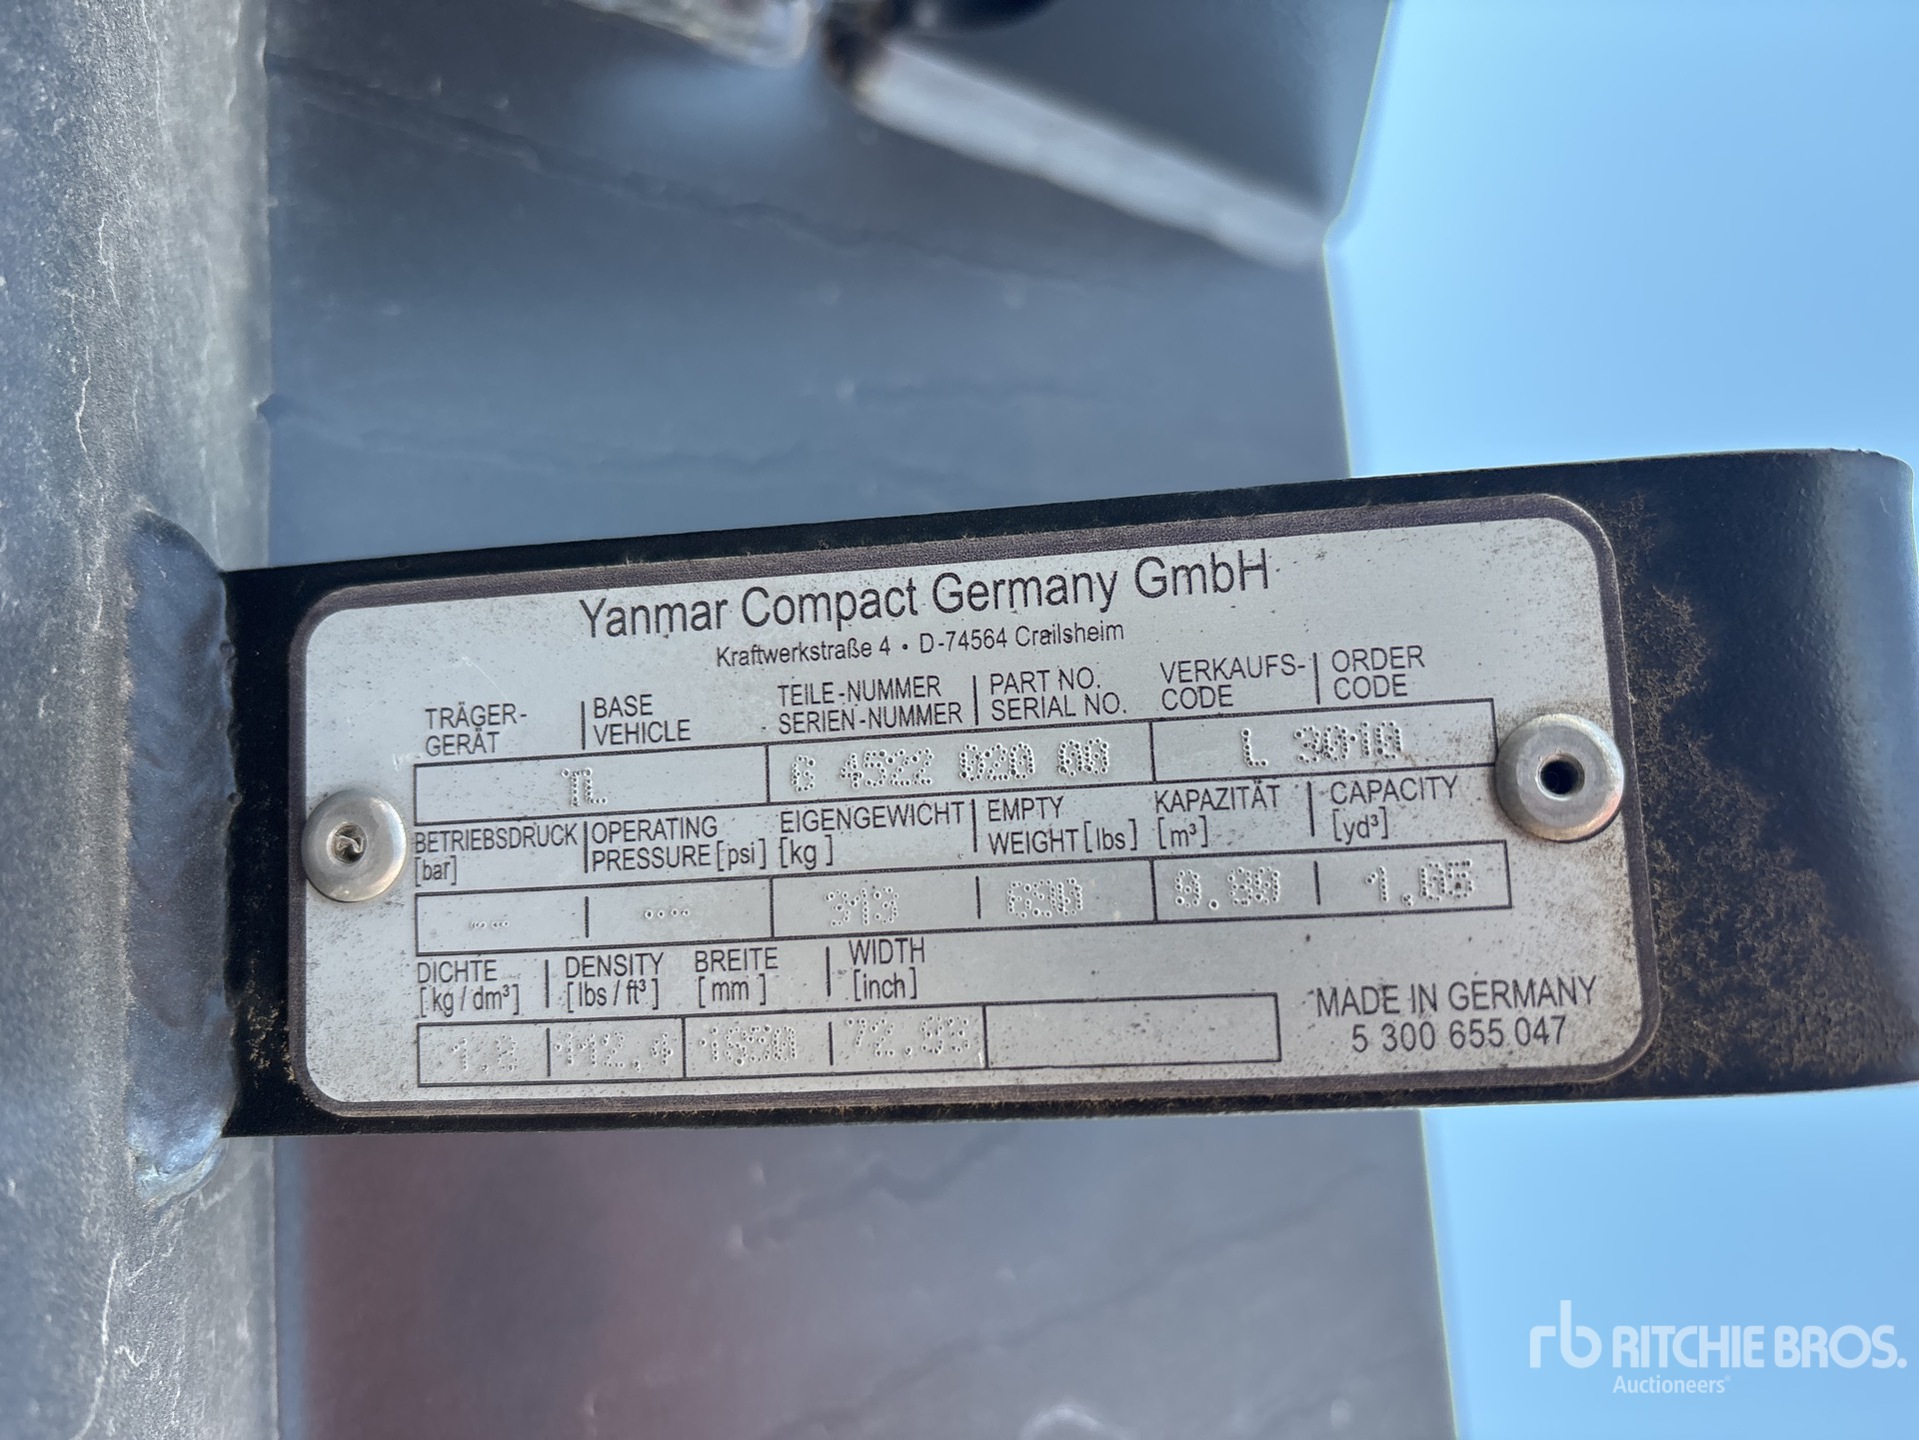 Yanmar Compact Germany GmbH
Kraftwerkstraße 4 • D-74564 Crailsheim
TRÄGER- | BASE TEILE-NUMMER | PART NO. VERKAUFS- | ORDER
GERÄT VEHICLE SERIEN-NUMMER SERIAL NO. CODE CODE
TL G 4522 020 00 L 3010
BETRIEBSDRUCK | OPERATING EIGENGEWICHT | EMPTY KAPAZITÄT | CAPACITY
[bar] PRESSURE [psi] [kg] WEIGHT [lbs] [m³] [yd³]
-- | ---- 313 | 690 0.80 | 1,05
DICHTE | DENSITY BREITE | WIDTH
[kg/dm³] [lbs/ft³] [mm] [inch]
1,8 112,4 1850 | 72,83
MADE IN GERMANY
5 300 655 047
rb RITCHIE BROS.
Auctioneers